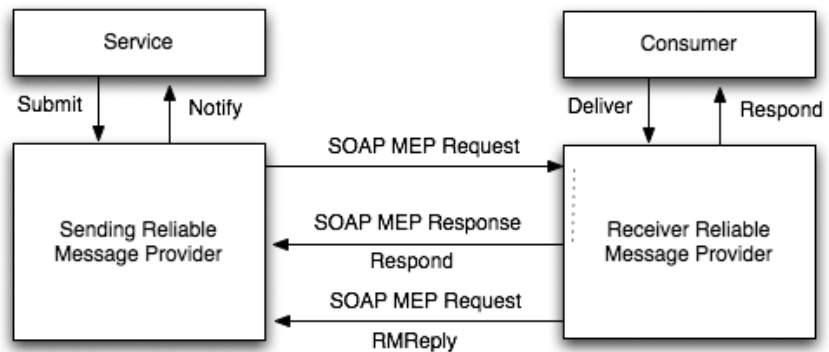 Service
Consumer
Submit
Notify
Deliver
Respond
SOAP MEP Request
Sending Reliable
Message Provider
SOAP MEP Response
Respond
Receiver Reliable
Message Provider
SOAP MEP Request
RMReply